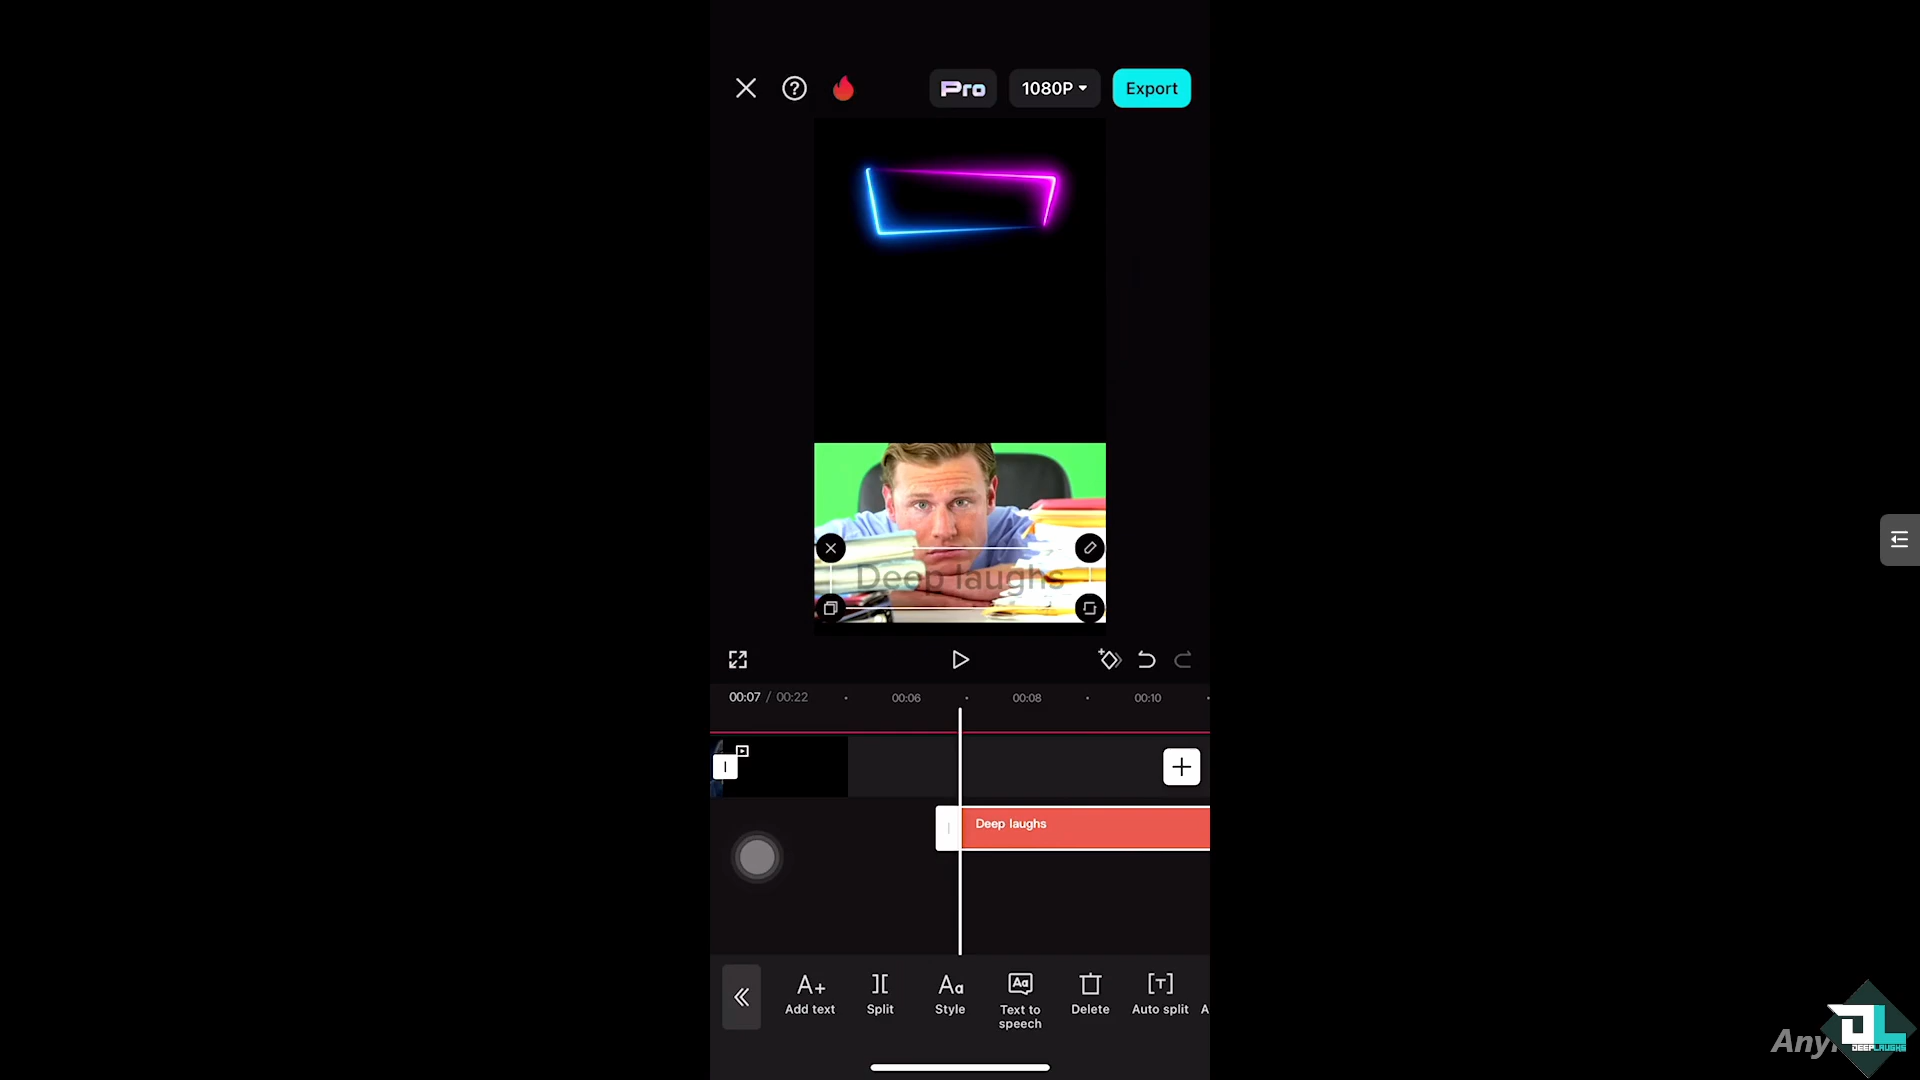 Pro 1080P Export
Deep laughs
00:07 / 00:22 00:06 00:08 00:10
Deep laughs
Add text Split Style Text to speech Delete Auto split A
DEEPLAUGHS